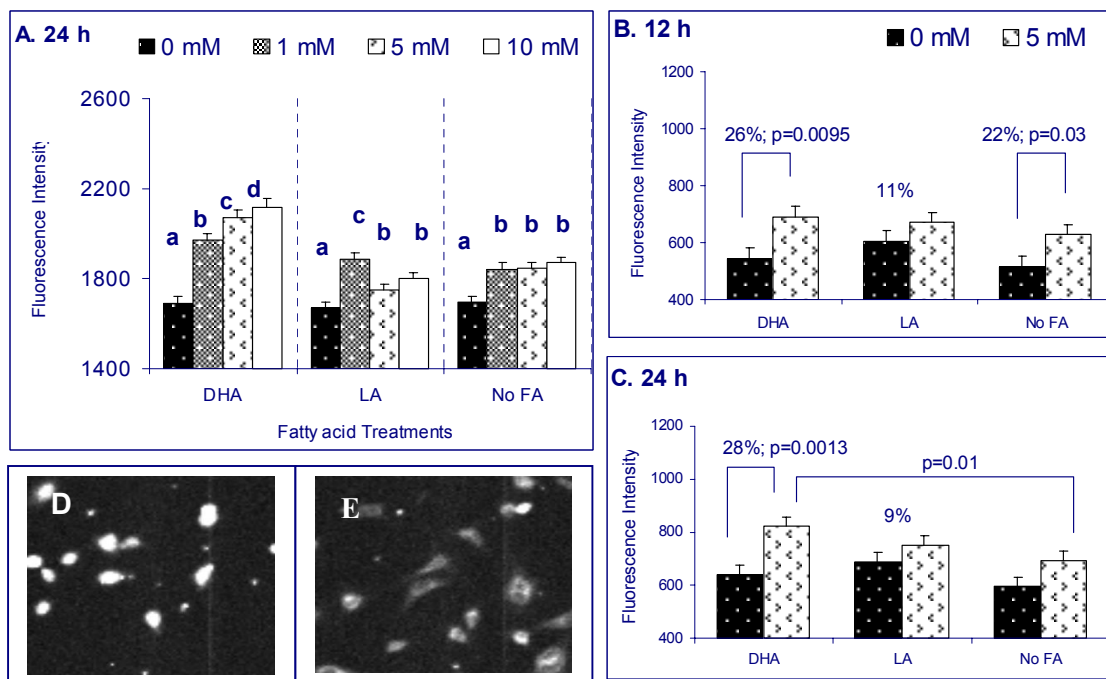 A. 24 h
0 mM 1 mM 5 mM 10 mM
Fluorescence Intensity
2600
2200
1800
1400
a b c d
a c b b
a b b b
DHA LA No FA
Fatty acid Treatments
B. 12 h
0 mM 5 mM
Fluorescence Intensity
1200
1000
800
600
400
26%; p=0.0095
11%
22%; p=0.03
DHA LA No FA
C. 24 h
Fluorescence Intensity
1200
1000
800
600
400
28%; p=0.0013
p=0.01
9%
DHA LA No FA
D
E